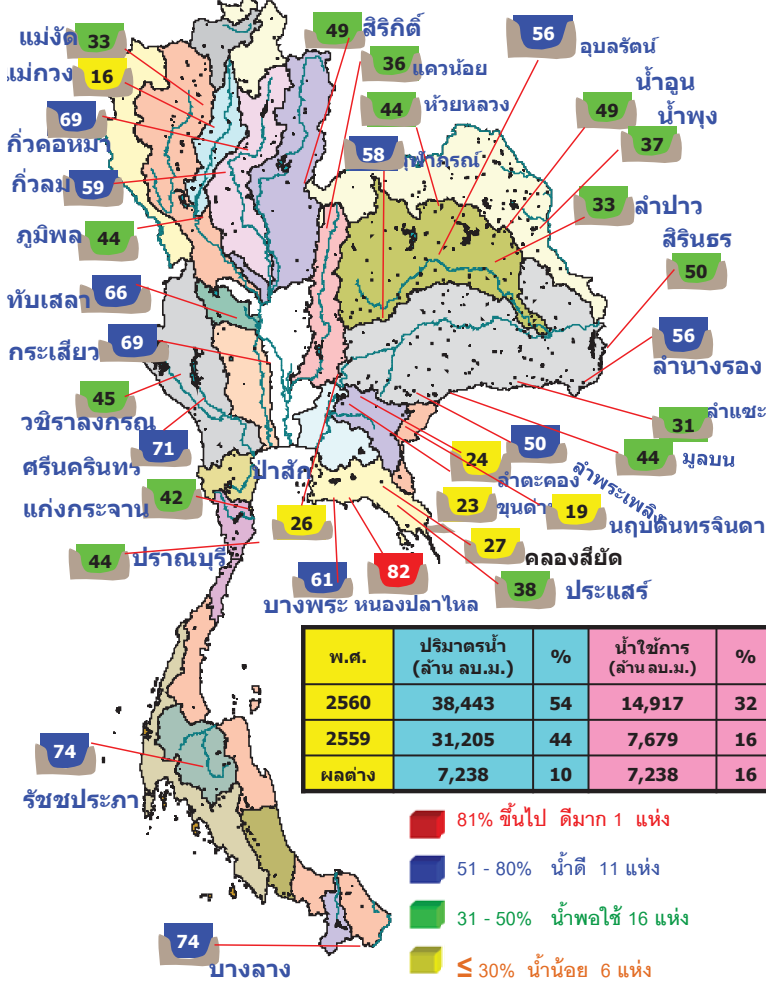 49 สิริกิติ์
แม่งัด 33
56 อุบลรัตน์
36 แควน้อย
แม่กวง 16
น้ำอูน
44 ห้วยหลวง
49 น้ำพุง
69
37
กิ่วคอหมา
58
กิ่วลม 59
33 ลำปาว
ภูมิพล 44
สิรินธร
50
ทับเสลา 66
กระเสียว 69
56
ลำนางรอง
45
วชิราลงกรณ
31 ลำแชะ
71
50
44 มูลบน
ศรีนครินทร
ป่าสัก
24
ลำตะคอง
ลำพระเพลิง
แก่งกระจาน 42
23 ขุนด่าน
26
19
นฤบดินทรจินดา
27
คลองสียัด
44 ปราณบุรี
61
82
38 ประแสร์
บางพระ หนองปลาไหล
พ.ศ. ปริมาตรน้ำ (ล้าน ลบ.ม.) % น้ำใช้การ (ล้าน ลบ.ม.) %
2560 38,443 54 14,917 32
2559 31,205 44 7,679 16
ผลต่าง 7,238 10 7,238 16
74
รัชชประภา
81% ขึ้นไป ดีมาก 1 แห่ง
51 - 80% น้ำดี 11 แห่ง
31 - 50% น้ำพอใช้ 16 แห่ง
≤ 30% น้ำน้อย 6 แห่ง
74
บางลาง